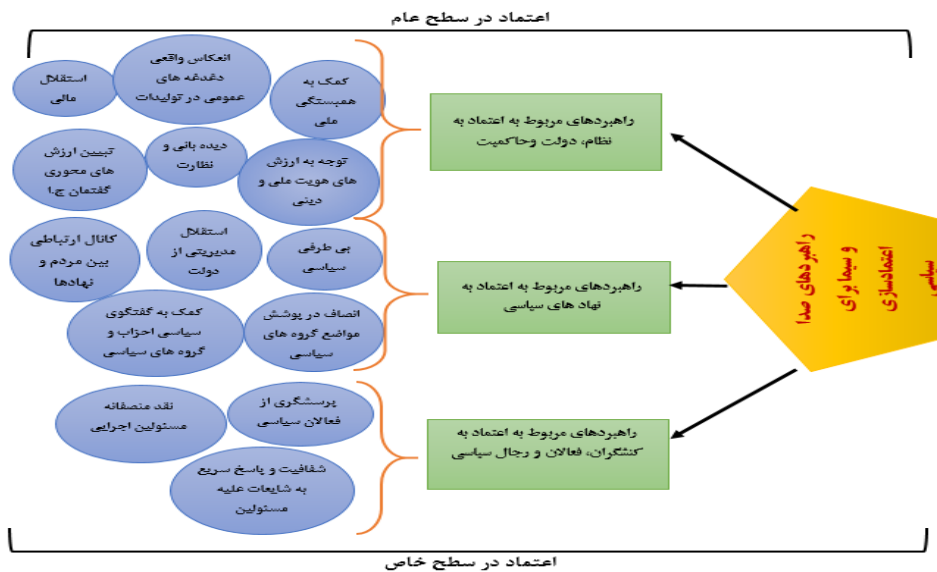 اعتماد در سطح عام
راهبردهای صدا
و سیما برای
اعتمادسازی
سیاسی
راهبردهای مربوط به اعتماد به
نظام، دولت وحاکمیت
کمک به
همبستگی
ملی
انعکاس واقعی
دغدغه های
عمومی در تولیدات
استقلال
مالی
توجه به ارزش
های هویت ملی و
دینی
دیده بانی و
نظارت
تبیین ارزش
های محوری
گفتمان ج.ا
راهبردهای مربوط به اعتماد به
نهاد های سیاسی
بی طرفی
سیاسی
استقلال
مدیریتی از
دولت
کانال ارتباطی
بین مردم و
نهادها
انصاف در پوشش
مواضع گروه های
سیاسی
کمک به گفتگوی
سیاسی احزاب و
گروه های سیاسی
راهبردهای مربوط به اعتماد به
کنشگران، فعالان و رجال سیاسی
پرسشگری از
فعالان سیاسی
نقد منصفانه
مسئولین اجرایی
شفافیت و پاسخ سریع
به شایعات علیه
مسئولین
اعتماد در سطح خاص